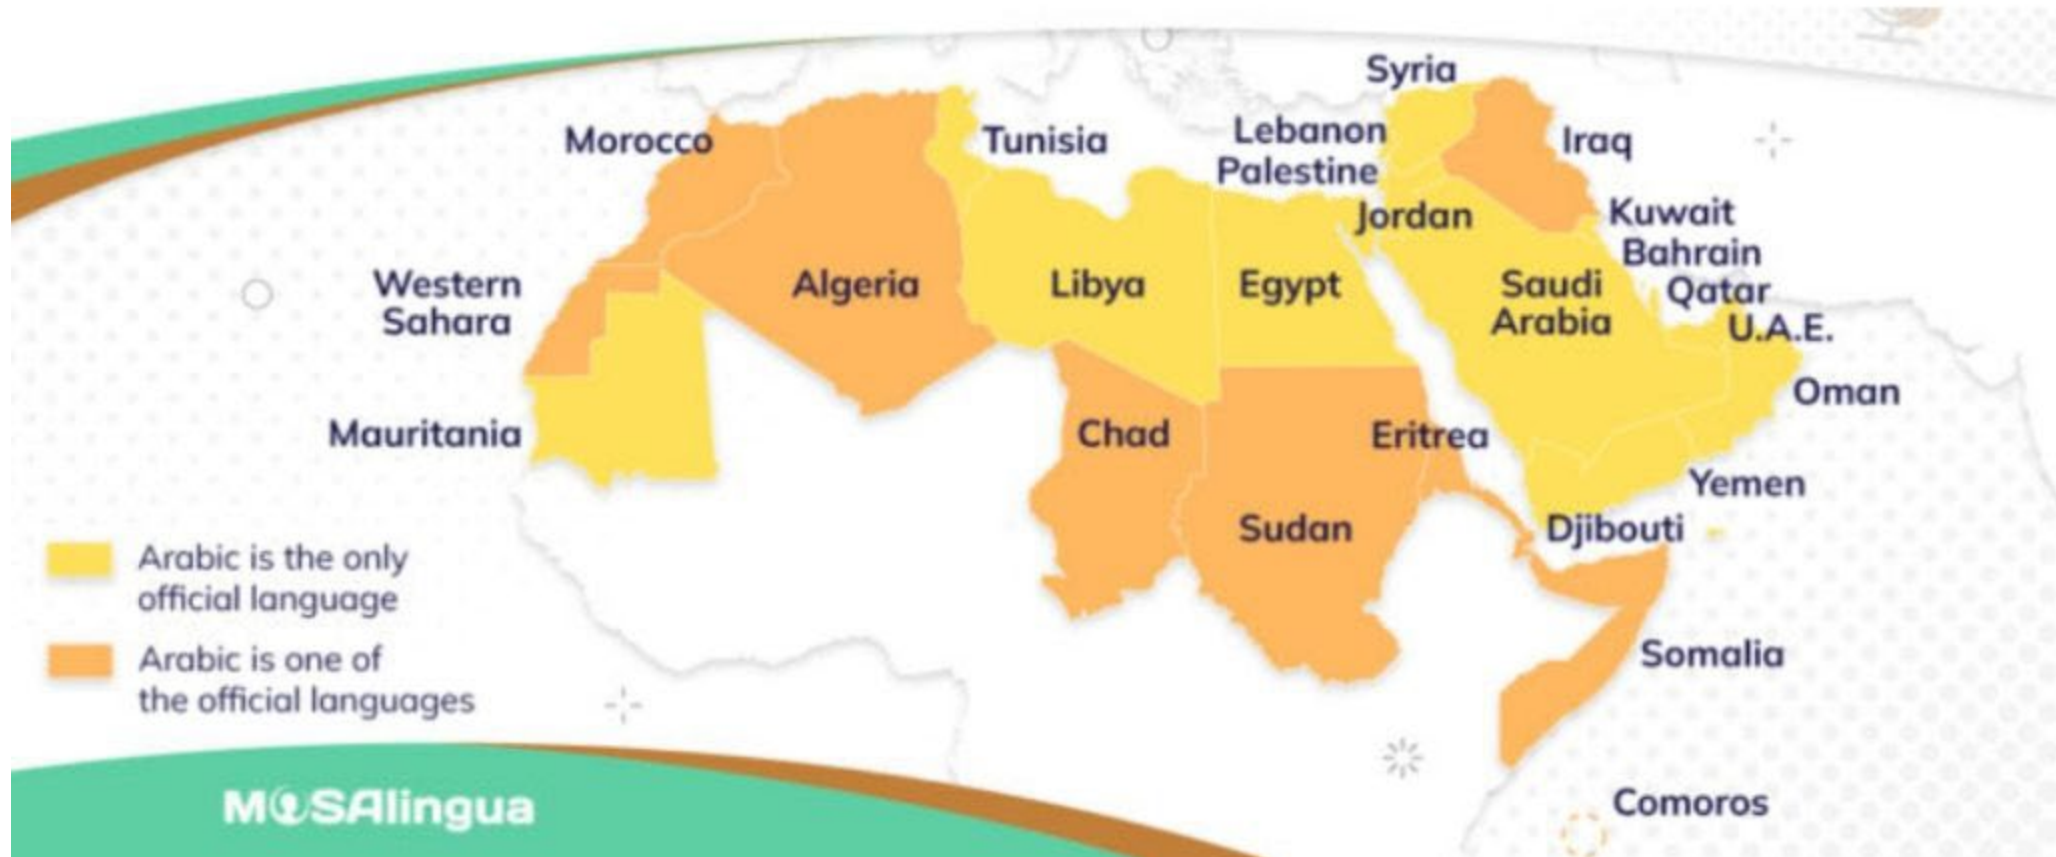 Syria
Morocco
Tunisia
Lebanon
Iraq
Palestine
Jordan
Kuwait
Bahrain
Western
Sahara
Algeria
Libya
Egypt
Saudi
Arabia
Qatar
U.A.E.
Oman
Mauritania
Chad
Eritrea
Yemen
Sudan
Djibouti
Arabic is the only
official language
Arabic is one of
the official languages
Somalia
Comoros
MOSAlingua